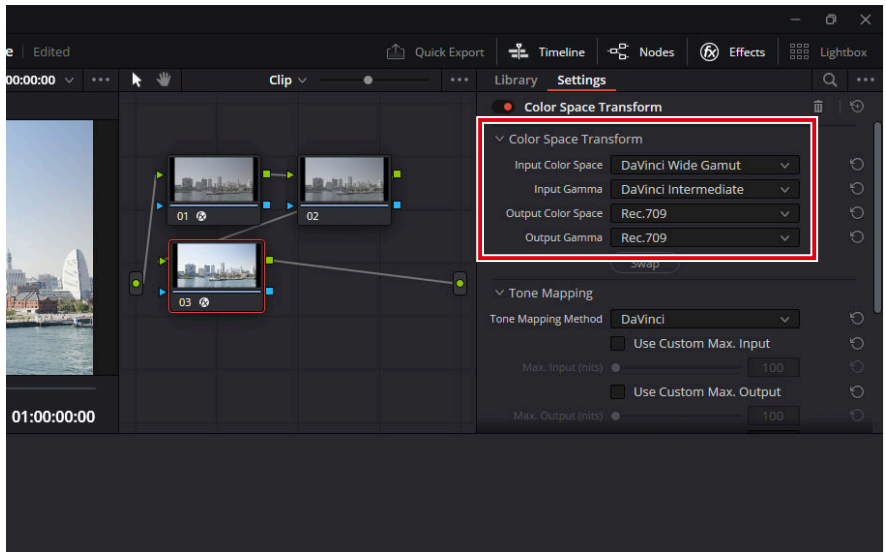 e Edited
Quick Export
Timeline
Nodes
Effects
Lightbox
00:00:00
Clip
Library Settings
Color Space Transform
Color Space Transform
Input Color Space DaVinci Wide Gamut
Input Gamma DaVinci Intermediate
Output Color Space Rec.709
Output Gamma Rec.709
Swap
01
02
03
Tone Mapping
Tone Mapping Method DaVinci
Use Custom Max. Input
Max. Input (nits) 100
Use Custom Max. Output
Max. Output (nits) 100
01:00:00:00